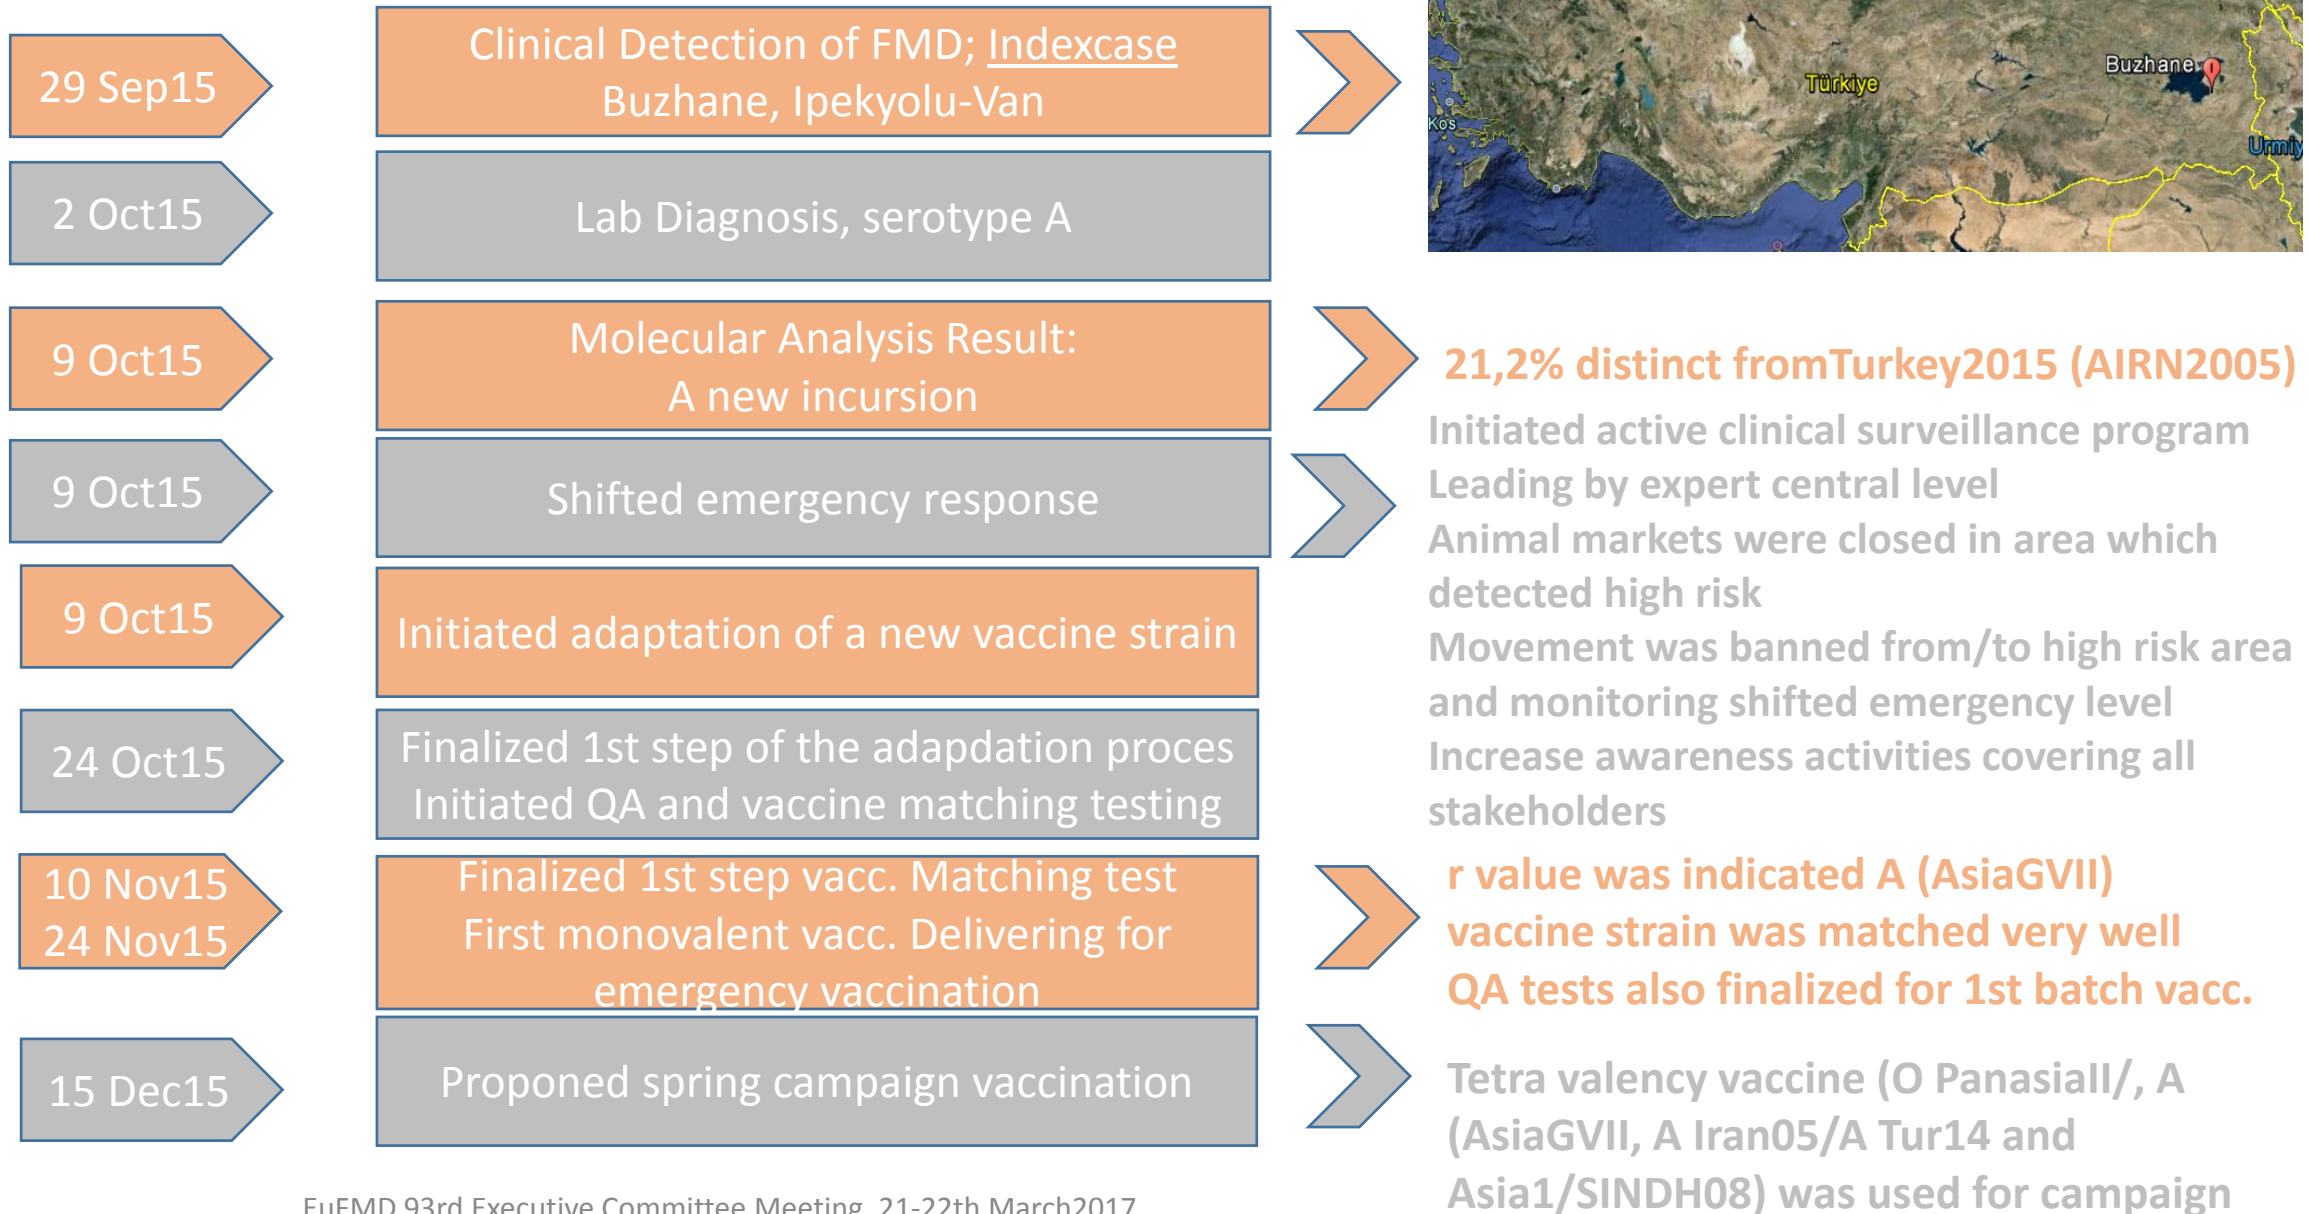 29 Sep15
Clinical Detection of FMD; Indexcase
Buzhane, Ipekyolu-Van
Buzhane
Türkiye
Kos
2 Oct15
Lab Diagnosis, serotype A
9 Oct15
Molecular Analysis Result:
A new incursion
21,2% distinct fromTurkey2015 (AIRN2005)
9 Oct15
Shifted emergency response
Initiated active clinical surveillance program
Leading by expert central level
Animal markets were closed in area which
detected high risk
Movement was banned from/to high risk area
and monitoring shifted emergency level
Increase awareness activities covering all
stakeholders
9 Oct15
Initiated adaptation of a new vaccine strain
24 Oct15
Finalized 1st step of the adapdation proces
Initiated QA and vaccine matching testing
10 Nov15
24 Nov15
Finalized 1st step vacc. Matching test
First monovalent vacc. Delivering for
emergency vaccination
r value was indicated A (AsiaGVII)
vaccine strain was matched very well
QA tests also finalized for 1st batch vacc.
15 Dec15
Proponed spring campaign vaccination
Tetra valency vaccine (O PanasiaII/, A
(AsiaGVII, A Iran05/A Tur14 and
Asia1/SINDH08) was used for campaign
EuFMD 93rd Executive Committee Meeting, 21-22th March2017